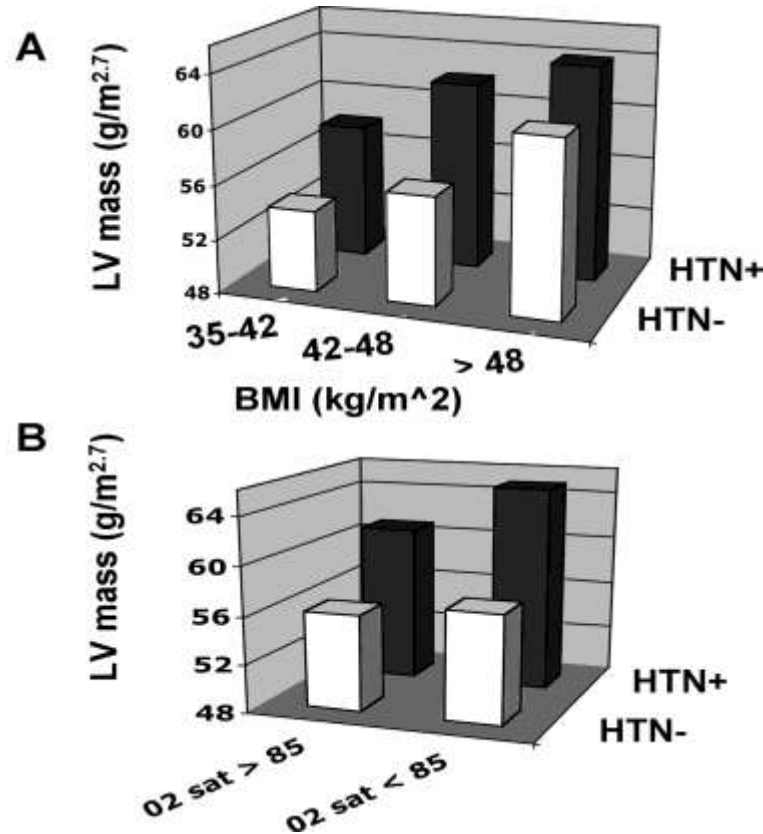 A
LV mass (g/m2.7)
64
60
56
52
48
HTN+
HTN-
35-42
42-48
> 48
BMI (kg/m^2)
B
LV mass (g/m2.7)
64
60
56
52
48
HTN+
HTN-
02 sat > 85
02 sat < 85